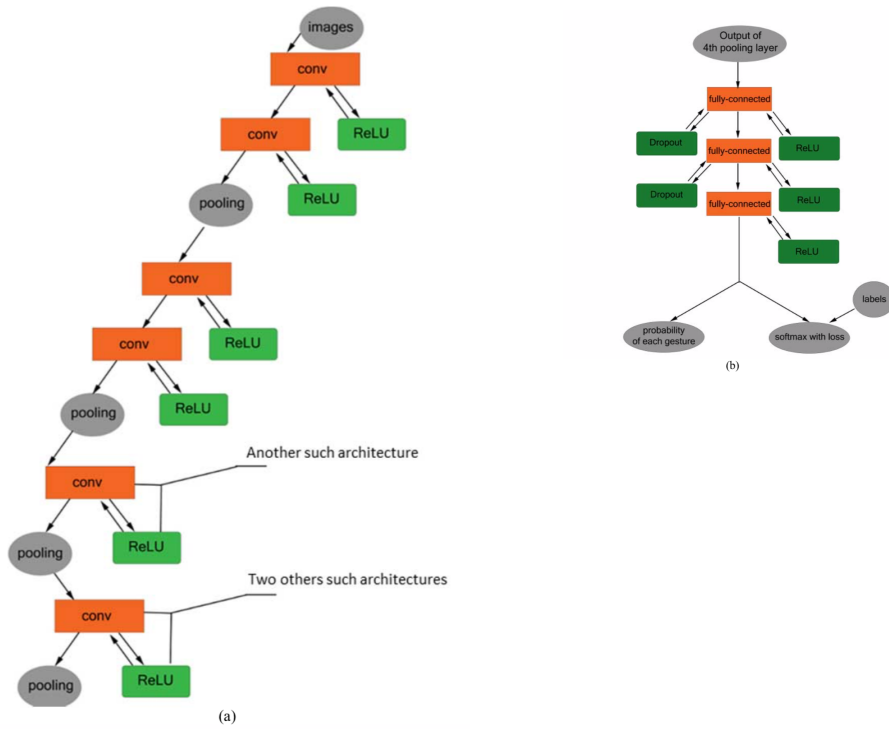 images
conv
ReLU
conv
ReLU
pooling
conv
ReLU
conv
ReLU
pooling
Another such architecture
conv
ReLU
pooling
Two others such architectures
conv
ReLU
pooling
(a)
Output of
4th pooling layer
fully-connected
Dropout
ReLU
fully-connected
Dropout
ReLU
fully-connected
ReLU
labels
probability
of each gesture
softmax with loss
(b)